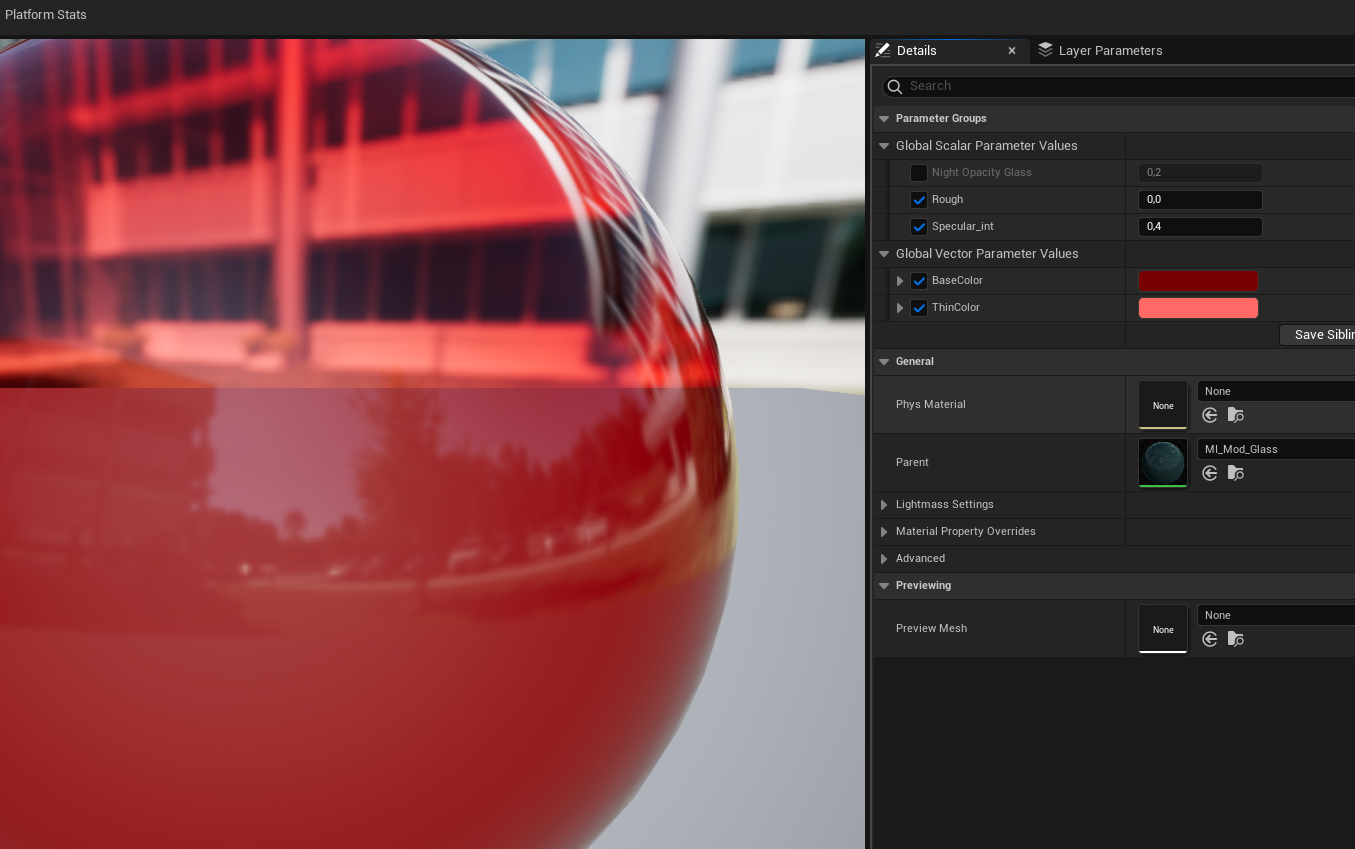 Platform Stats
Details
Layer Parameters
Search
Parameter Groups
Global Scalar Parameter Values
Night Opacity Glass 0,2
Rough 0,0
Specular_int 0,4
Global Vector Parameter Values
BaseColor
ThinColor
Save Siblin
General
Phys Material None None
Parent MI_Mod_Glass
Lightmass Settings
Material Property Overrides
Advanced
Previewing
Preview Mesh None None